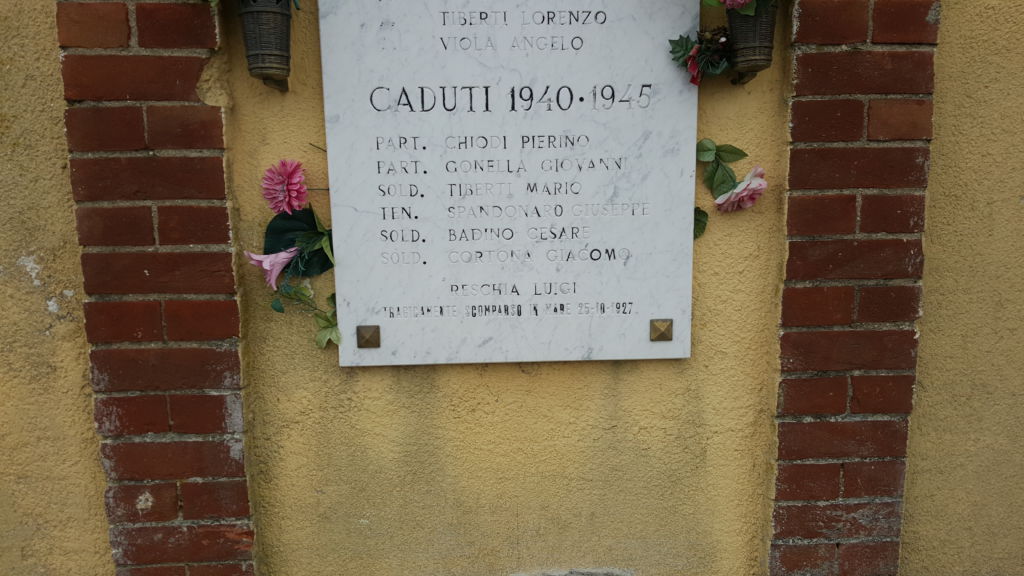 TIBERTI LORENZO
VIOLA ANGELO
CADUTI 1940·1945
PART. CHIODI PIERINO
PART. GONELLA GIOVANNI
SOLD. TIBERTI MARIO
TEN. SPANDONARO GIUSEPPE
SOLD. BADINO CESARE
SOLD. CORTONA GIACOMO
PESCHIA LUIGI
TRAGICAMENTE SCOMPARSO IN MARE 25-10-1927.